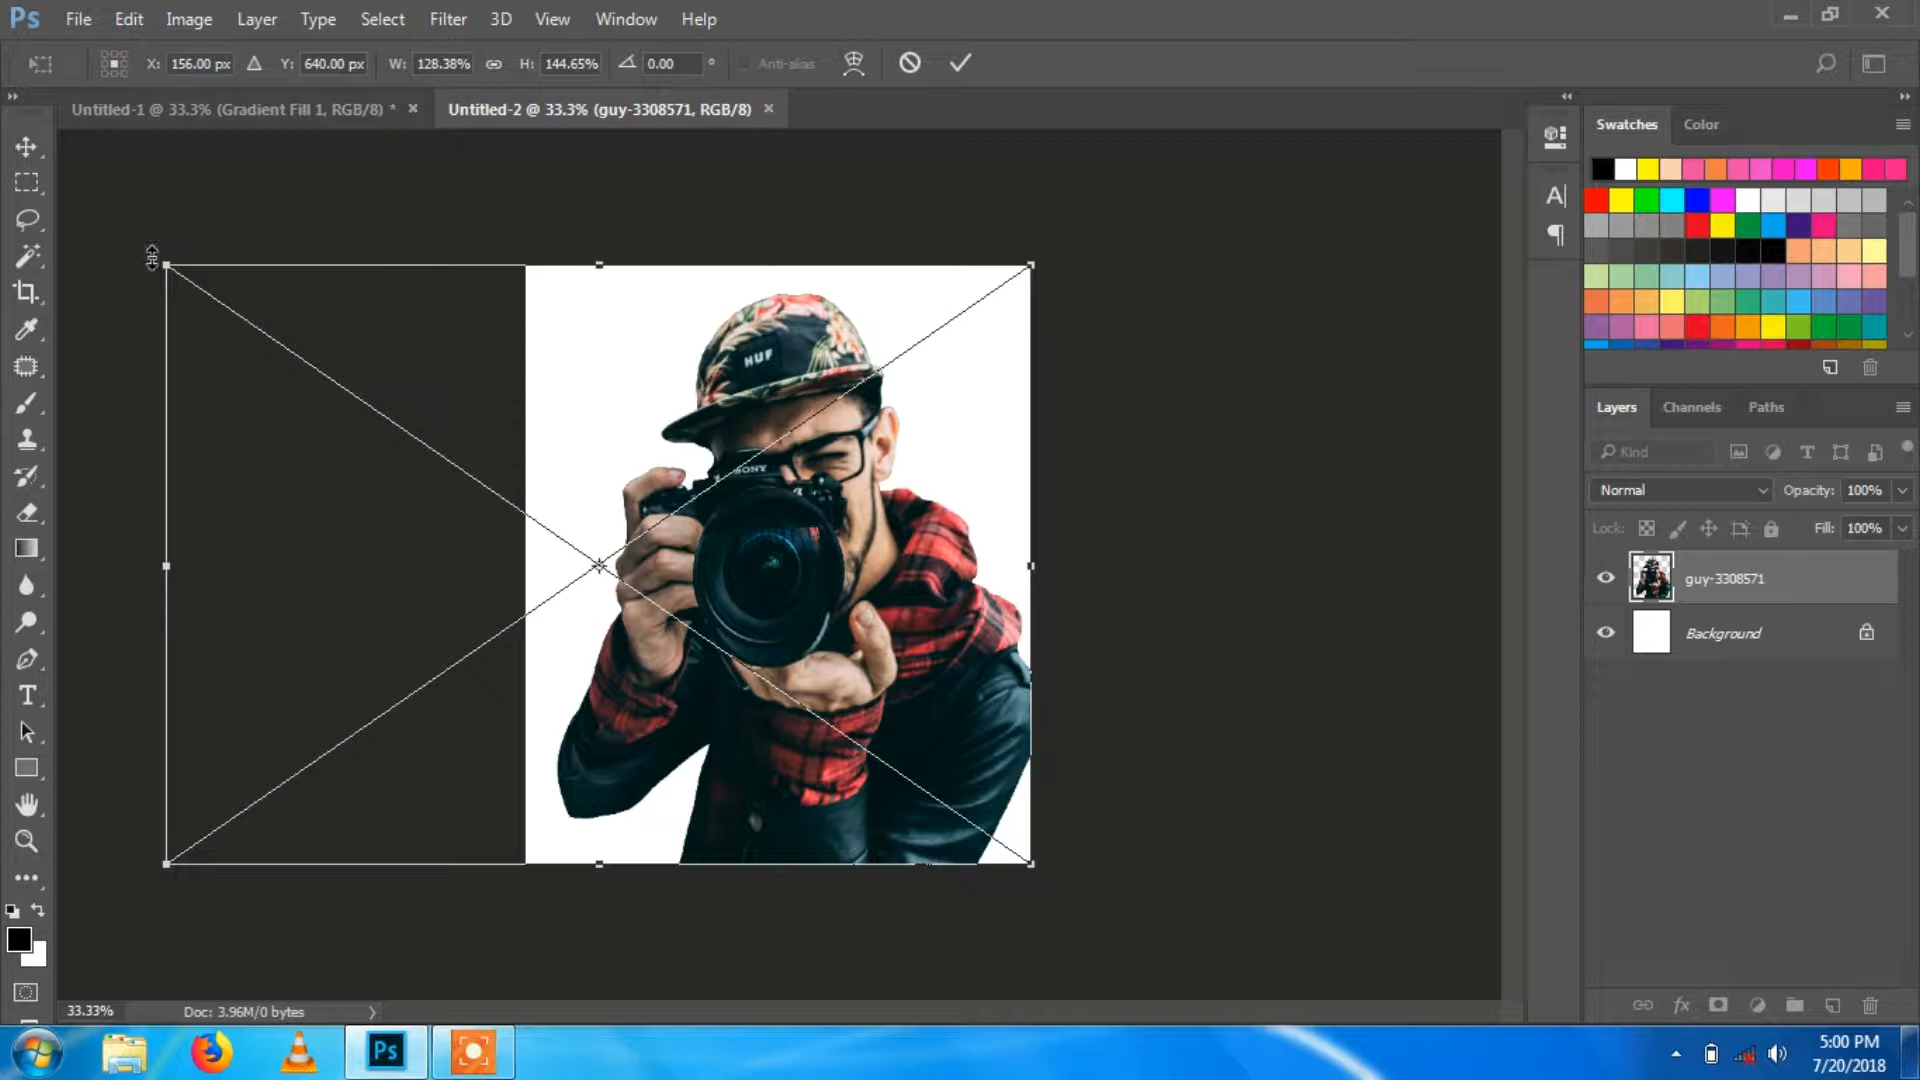 Ps File Edit Image Layer Type Select Filter 3D View Window Help
X: 156.00 px Y: 640.00 px W: 128.38% H: 144.65% 0.00 ° Anti-alias
Untitled-1 @ 33.3% (Gradient Fill 1, RGB/8) * Untitled-2 @ 33.3% (guy-3308571, RGB/8)
Swatches Color
HUF
SONY
Layers Channels Paths
Kind
Normal Opacity: 100%
Lock: Fill: 100%
guy-3308571
Background
33.33% Doc: 3.96M/0 bytes
Ps
5:00 PM
7/20/2018